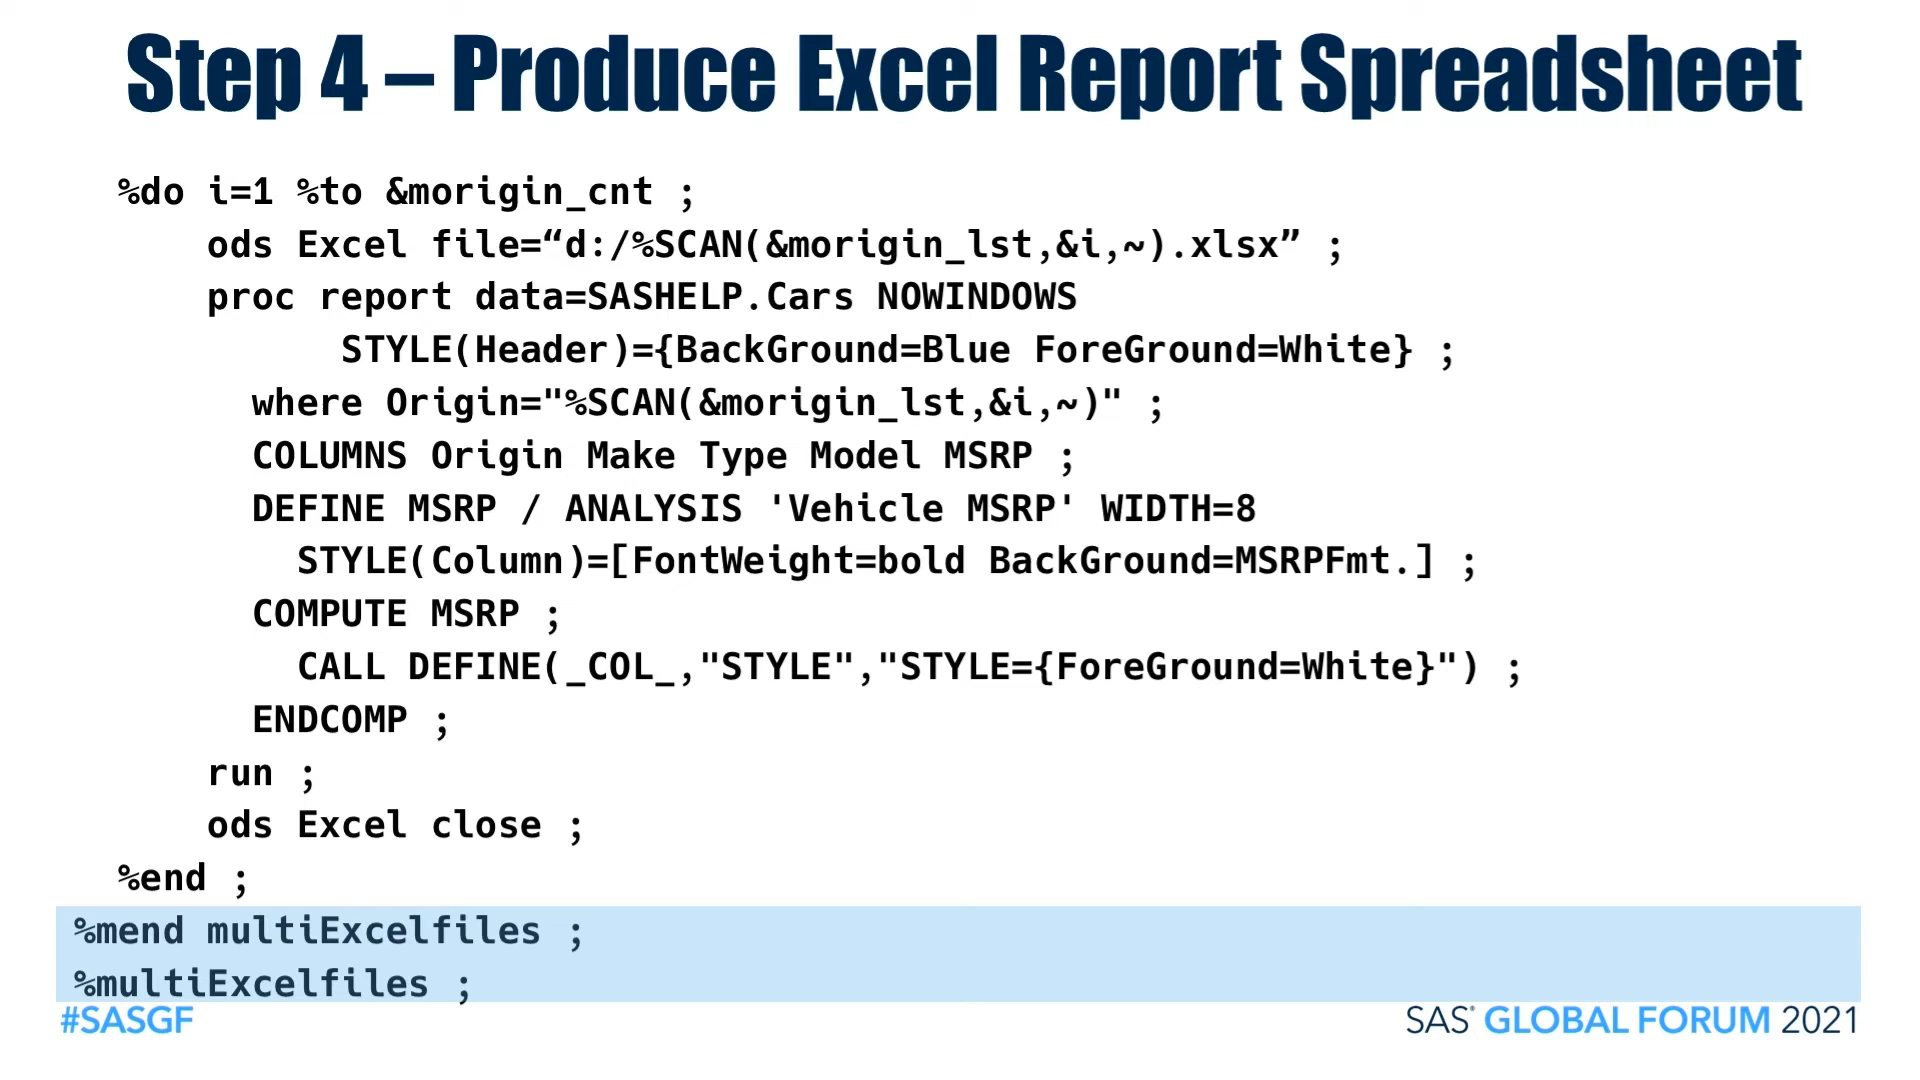 Step 4 – Produce Excel Report Spreadsheet
%do i=1 %to &morigin_cnt ;
ods Excel file=“d:/%SCAN(&morigin_lst,&i,~).xlsx” ;
proc report data=SASHELP.Cars NOWINDOWS
STYLE(Header)={BackGround=Blue ForeGround=White} ;
where Origin="%SCAN(&morigin_lst,&i,~)" ;
COLUMNS Origin Make Type Model MSRP ;
DEFINE MSRP / ANALYSIS 'Vehicle MSRP' WIDTH=8
STYLE(Column)=[FontWeight=bold BackGround=MSRPFmt.] ;
COMPUTE MSRP ;
CALL DEFINE(_COL_,"STYLE","STYLE={ForeGround=White}") ;
ENDCOMP ;
run ;
ods Excel close ;
%end ;
%mend multiExcelfiles ;
%multiExcelfiles ;
#SASGF
SAS® GLOBAL FORUM 2021